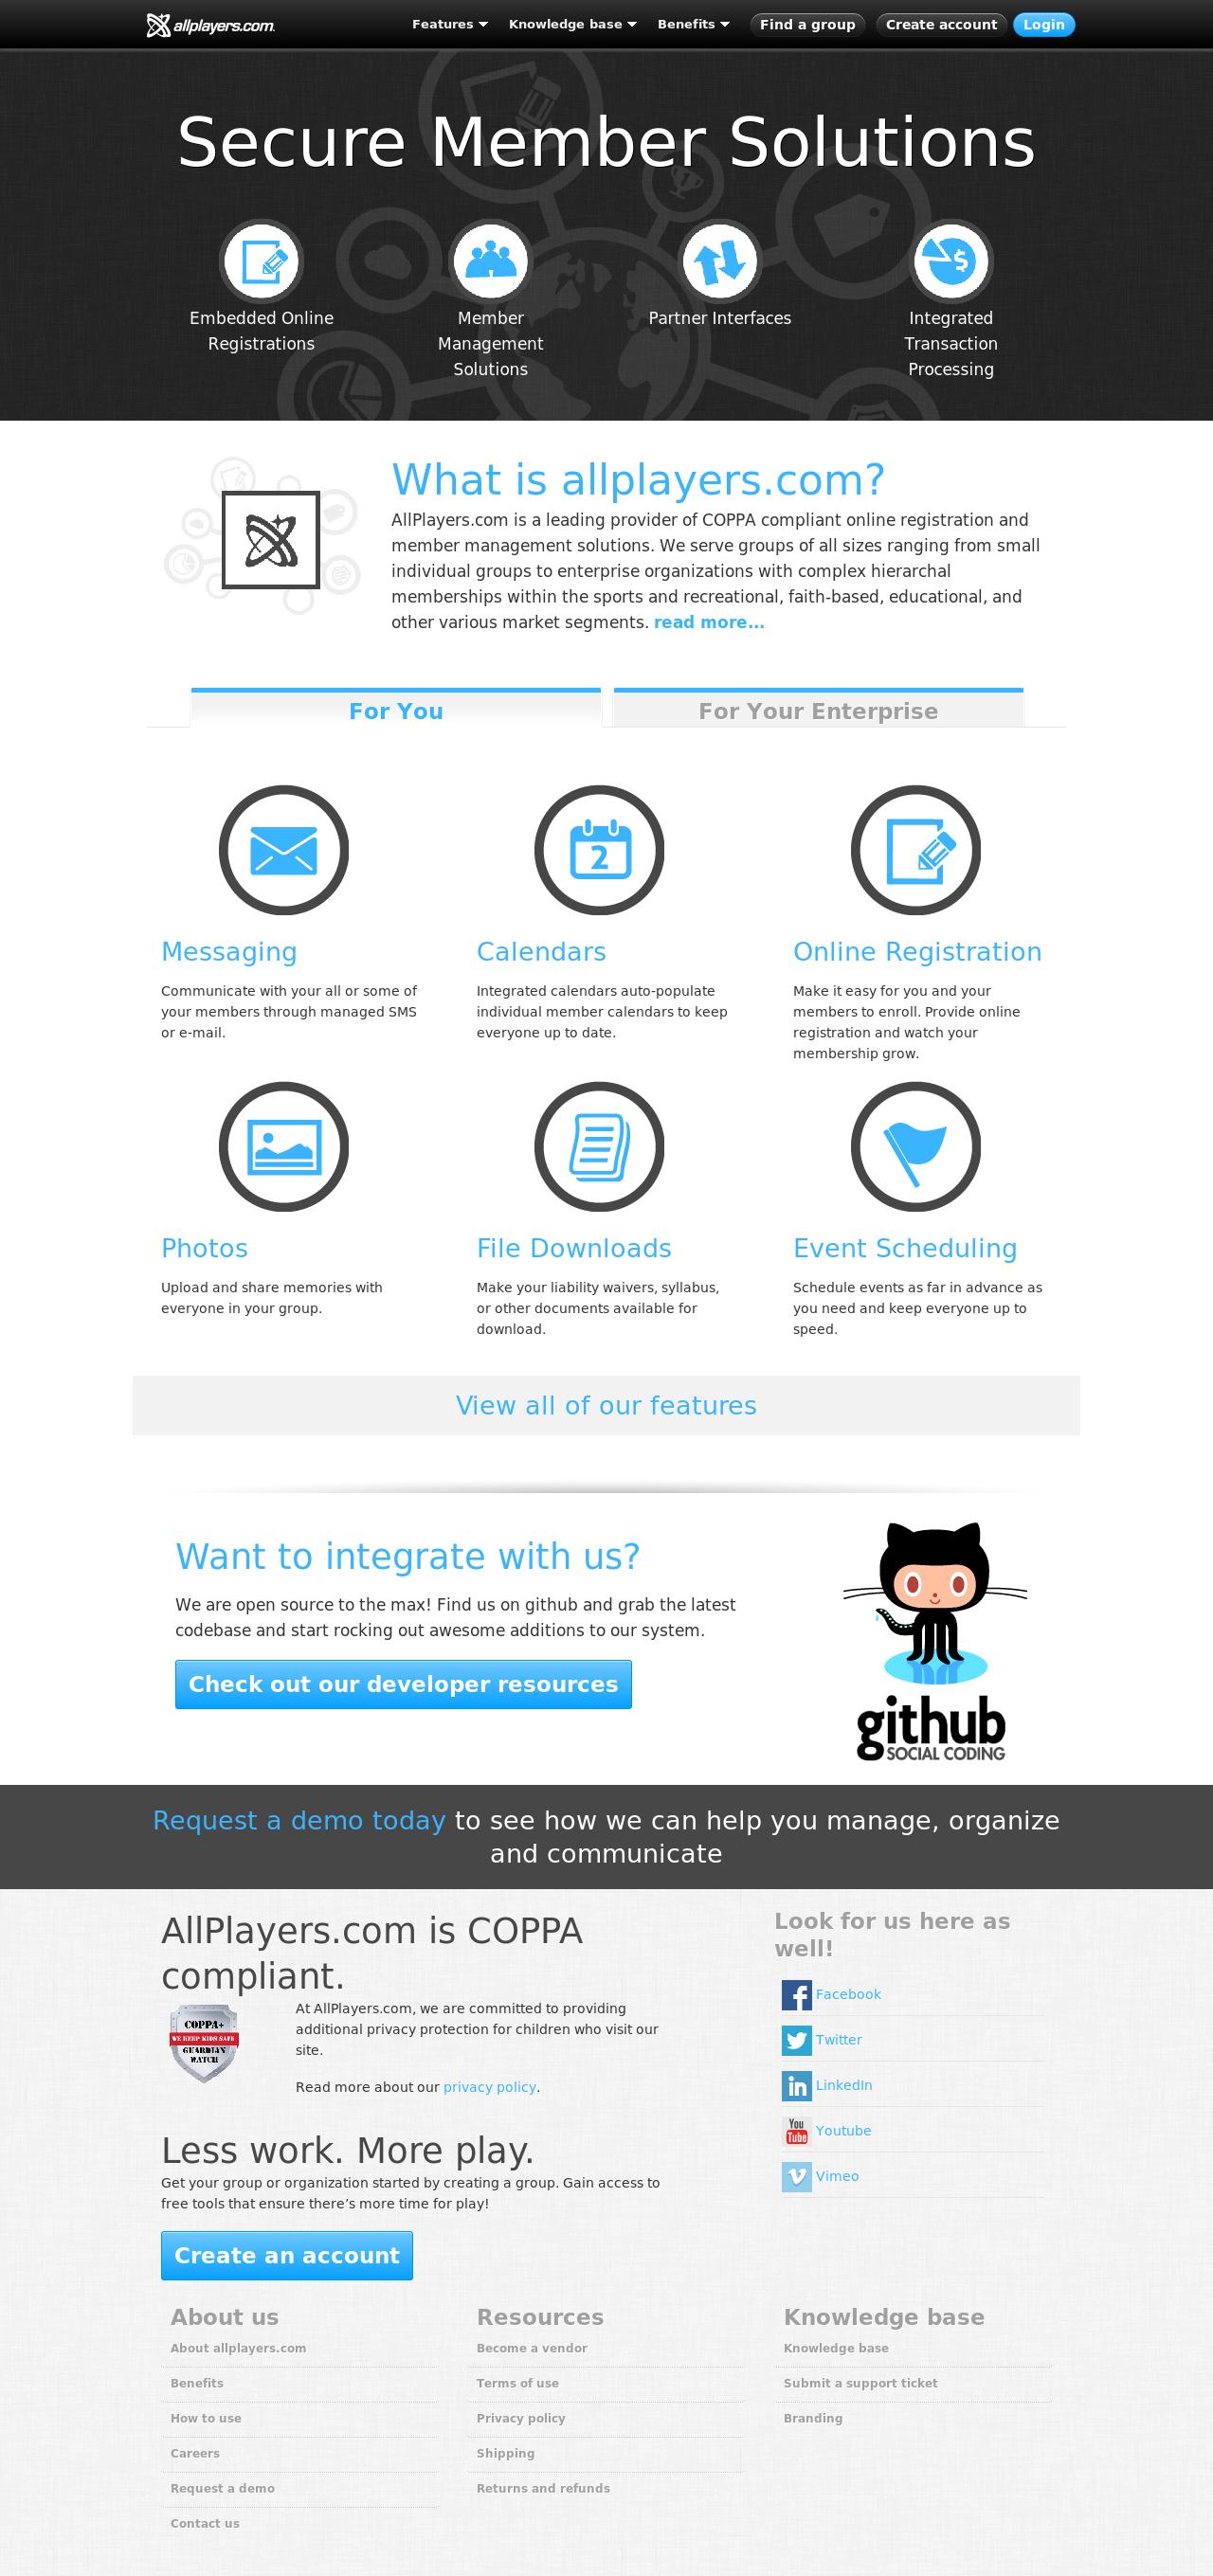 allplayers.com
Features
Knowledge base
Benefits
Find a group
Create account
Login
Secure Member Solutions
Embedded Online
Registrations
Member
Management
Solutions
Partner Interfaces
Integrated
Transaction
Processing
What is allplayers.com?
AllPlayers.com is a leading provider of COPPA compliant online registration and
member management solutions. We serve groups of all sizes ranging from small
individual groups to enterprise organizations with complex hierarchal
memberships within the sports and recreational, faith-based, educational, and
other various market segments. read more...
For You
For Your Enterprise
2
Messaging
Communicate with your all or some of
your members through managed SMS
or e-mail.
Calendars
Integrated calendars auto-populate
individual member calendars to keep
everyone up to date.
Online Registration
Make it easy for you and your
members to enroll. Provide online
registration and watch your
membership grow.
Photos
Upload and share memories with
everyone in your group.
File Downloads
Make your liability waivers, syllabus,
or other documents available for
download.
Event Scheduling
Schedule events as far in advance as
you need and keep everyone up to
speed.
View all of our features
Want to integrate with us?
We are open source to the max! Find us on github and grab the latest
codebase and start rocking out awesome additions to our system.
Check out our developer resources
github
SOCIAL CODING
Request a demo today to see how we can help you manage, organize
and communicate
AllPlayers.com is COPPA
compliant.
COPPA+
WE KEEP KIDS SAFE
GUARDIAN
WATCH
At AllPlayers.com, we are committed to providing
additional privacy protection for children who visit our
site.
Read more about our privacy policy.
Less work. More play.
Get your group or organization started by creating a group. Gain access to
free tools that ensure there’s more time for play!
Create an account
Look for us here as
well!
Facebook
Twitter
in
LinkedIn
You
Tube
Youtube
Vimeo
About us
About allplayers.com
Benefits
How to use
Careers
Request a demo
Contact us
Resources
Become a vendor
Terms of use
Privacy policy
Shipping
Returns and refunds
Knowledge base
Knowledge base
Submit a support ticket
Branding